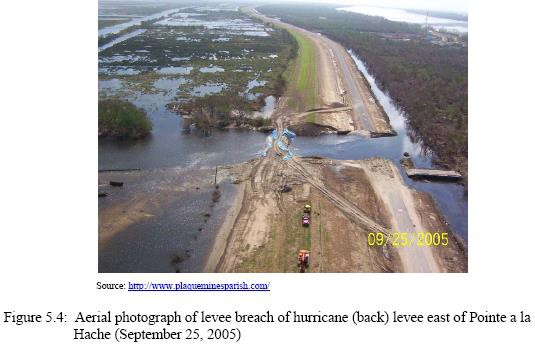 09/25/2005
Source: http://www.plaqueminesparish.com/
Figure 5.4: Aerial photograph of levee breach of hurricane (back) levee east of Pointe a la
Hache (September 25, 2005)